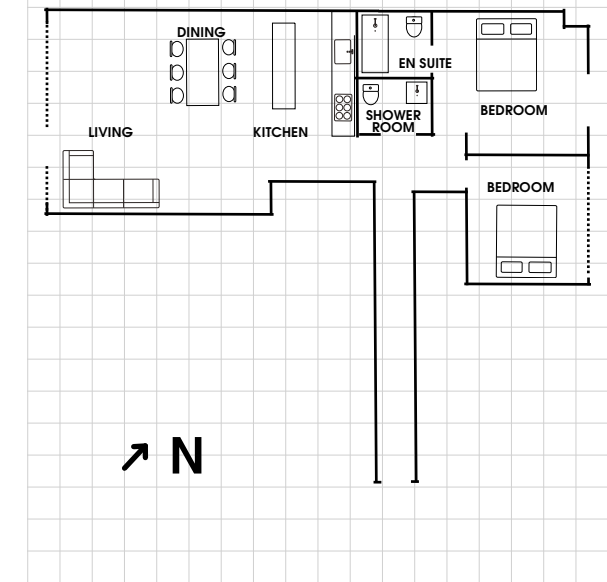 DINING
EN SUITE
BEDROOM
SHOWER
ROOM
LIVING
KITCHEN
BEDROOM
N